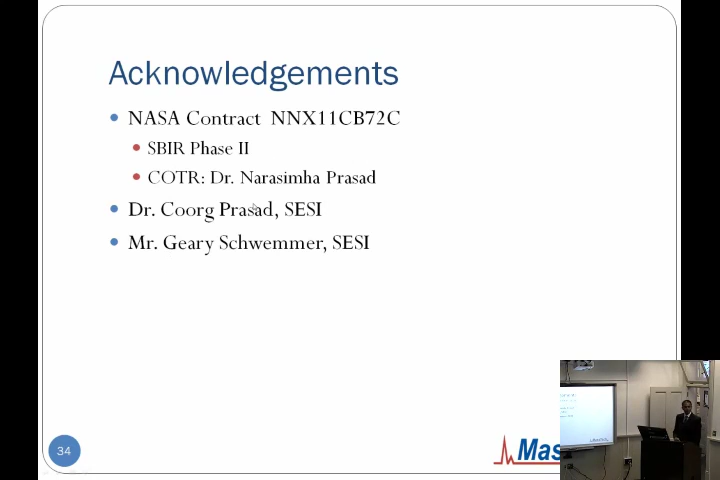 Acknowledgements
NASA Contract NNX11CB72C
SBIR Phase II
COTR: Dr. Narasimha Prasad
Dr. Coorg Prasad, SESI
Mr. Geary Schwemmer, SESI
34
Mas